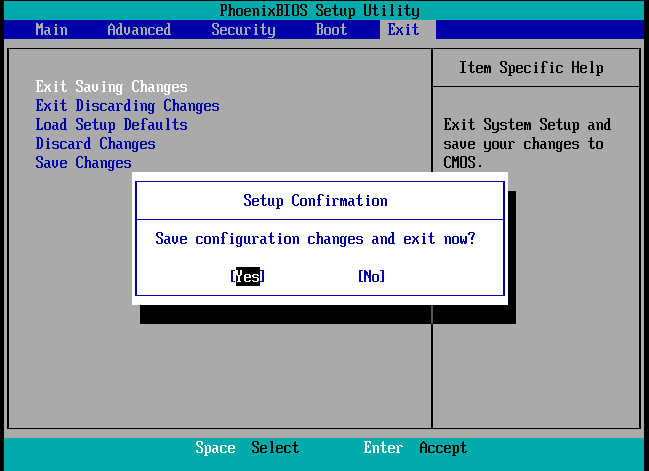 PhoenixBIOS Setup Utility
Main Advanced Security Boot Exit
Item Specific Help
Exit Saving Changes
Exit Discarding Changes
Load Setup Defaults
Discard Changes
Save Changes
Exit System Setup and
save your changes to
CMOS.
Setup Confirmation
Save configuration changes and exit now?
[Yes] [No]
Space Select Enter Accept